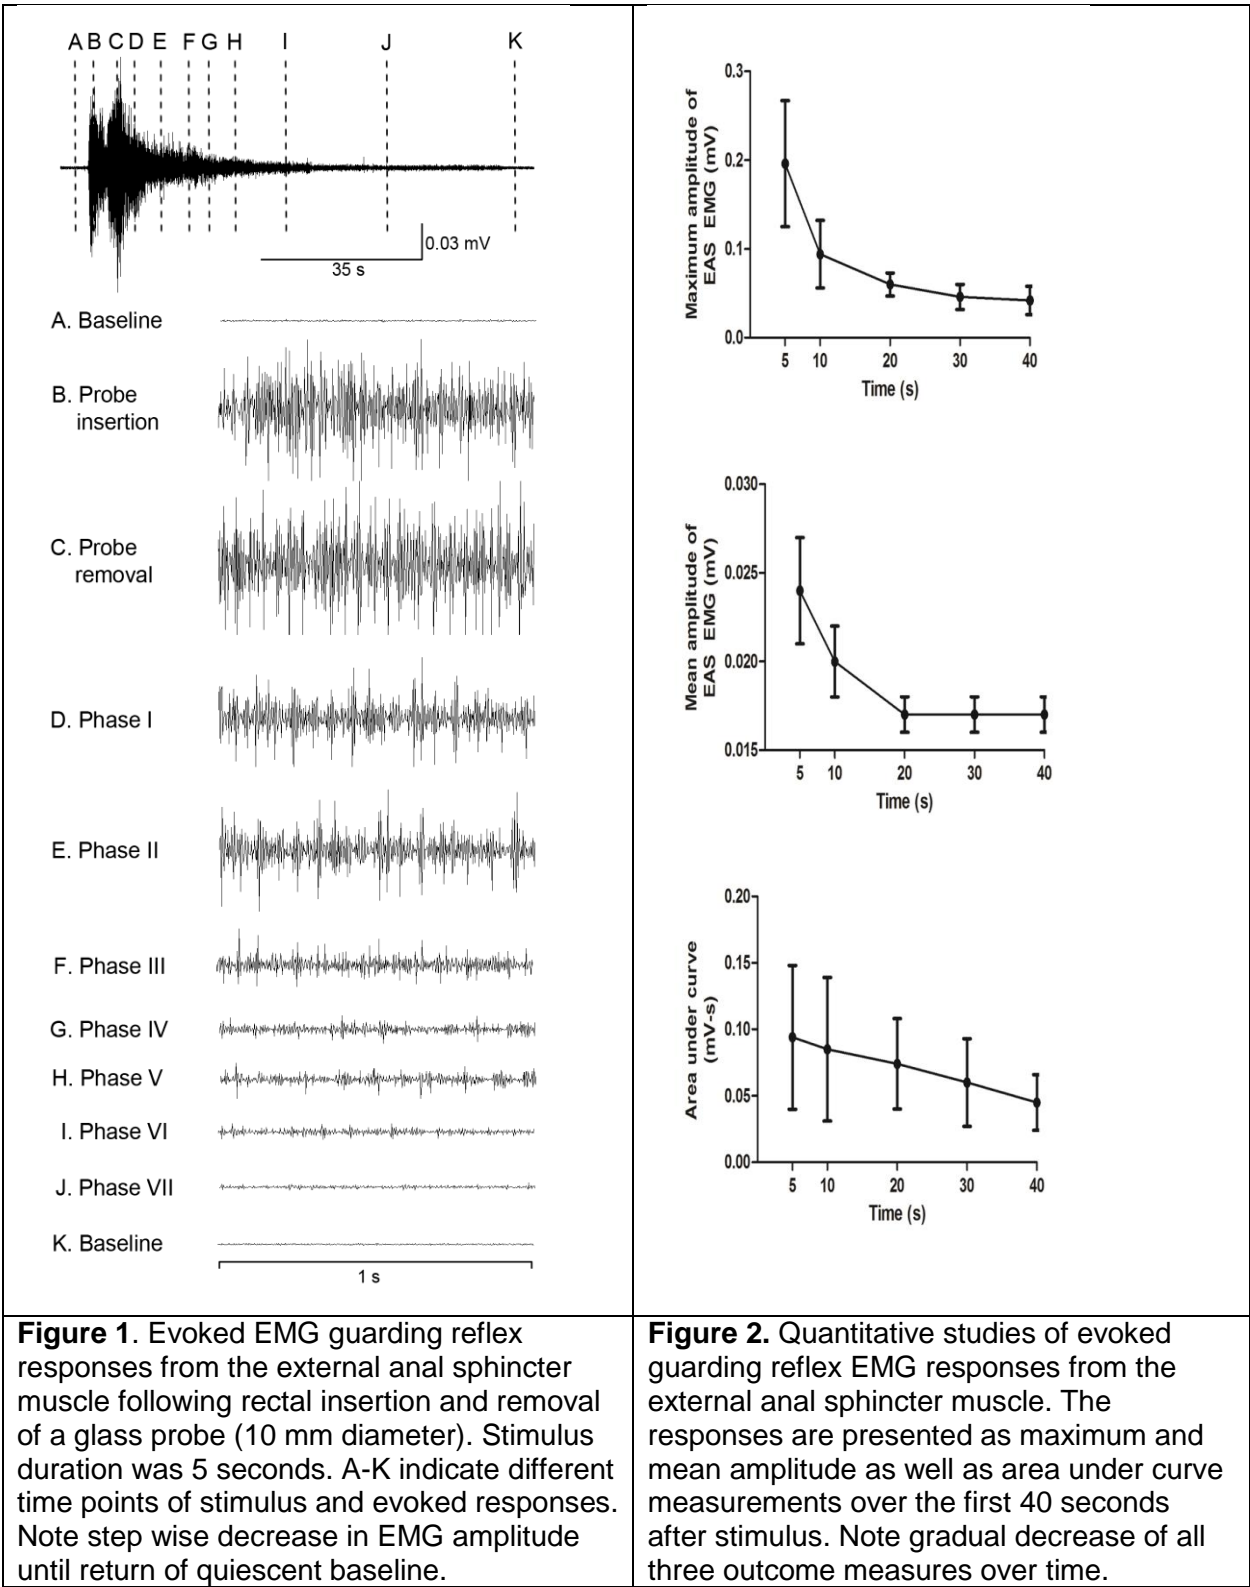 A B C D E F G H I J K
0.03 mV
35 s
A. Baseline
B. Probe
insertion
C. Probe
removal
D. Phase I
E. Phase II
F. Phase III
G. Phase IV
H. Phase V
I. Phase VI
J. Phase VII
K. Baseline
1 s
Maximum amplitude of
EAS EMG (mV)
0.3
0.2
0.1
0.0
5 10 20 30 40
Time (s)
Mean amplitude of
EAS EMG (mV)
0.030
0.025
0.020
0.015
5 10 20 30 40
Time (s)
Area under curve
(mV-s)
0.20
0.15
0.10
0.05
0.00
5 10 20 30 40
Time (s)
Figure 1. Evoked EMG guarding reflex
responses from the external anal sphincter
muscle following rectal insertion and removal
of a glass probe (10 mm diameter). Stimulus
duration was 5 seconds. A-K indicate different
time points of stimulus and evoked responses.
Note step wise decrease in EMG amplitude
until return of quiescent baseline.
Figure 2. Quantitative studies of evoked
guarding reflex EMG responses from the
external anal sphincter muscle. The
responses are presented as maximum and
mean amplitude as well as area under curve
measurements over the first 40 seconds
after stimulus. Note gradual decrease of all
three outcome measures over time.